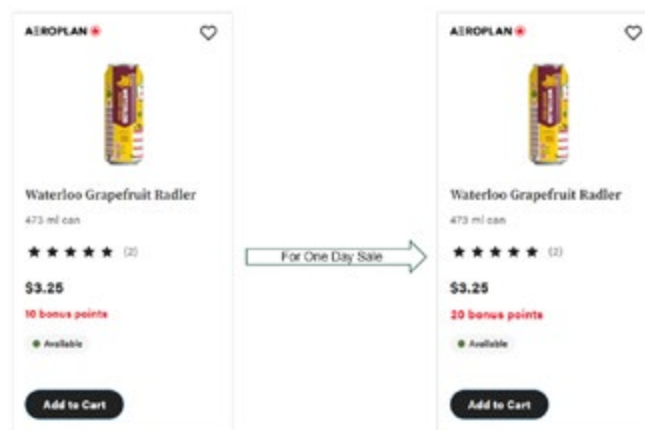 AEROPLAN
Waterloo Grapefruit Radler
473 ml can
(2)
$3.25
10 bonus points
Available
Add to Cart
For One Day Sale
AEROPLAN
Waterloo Grapefruit Radler
473 ml can
(2)
$3.25
20 bonus points
Available
Add to Cart